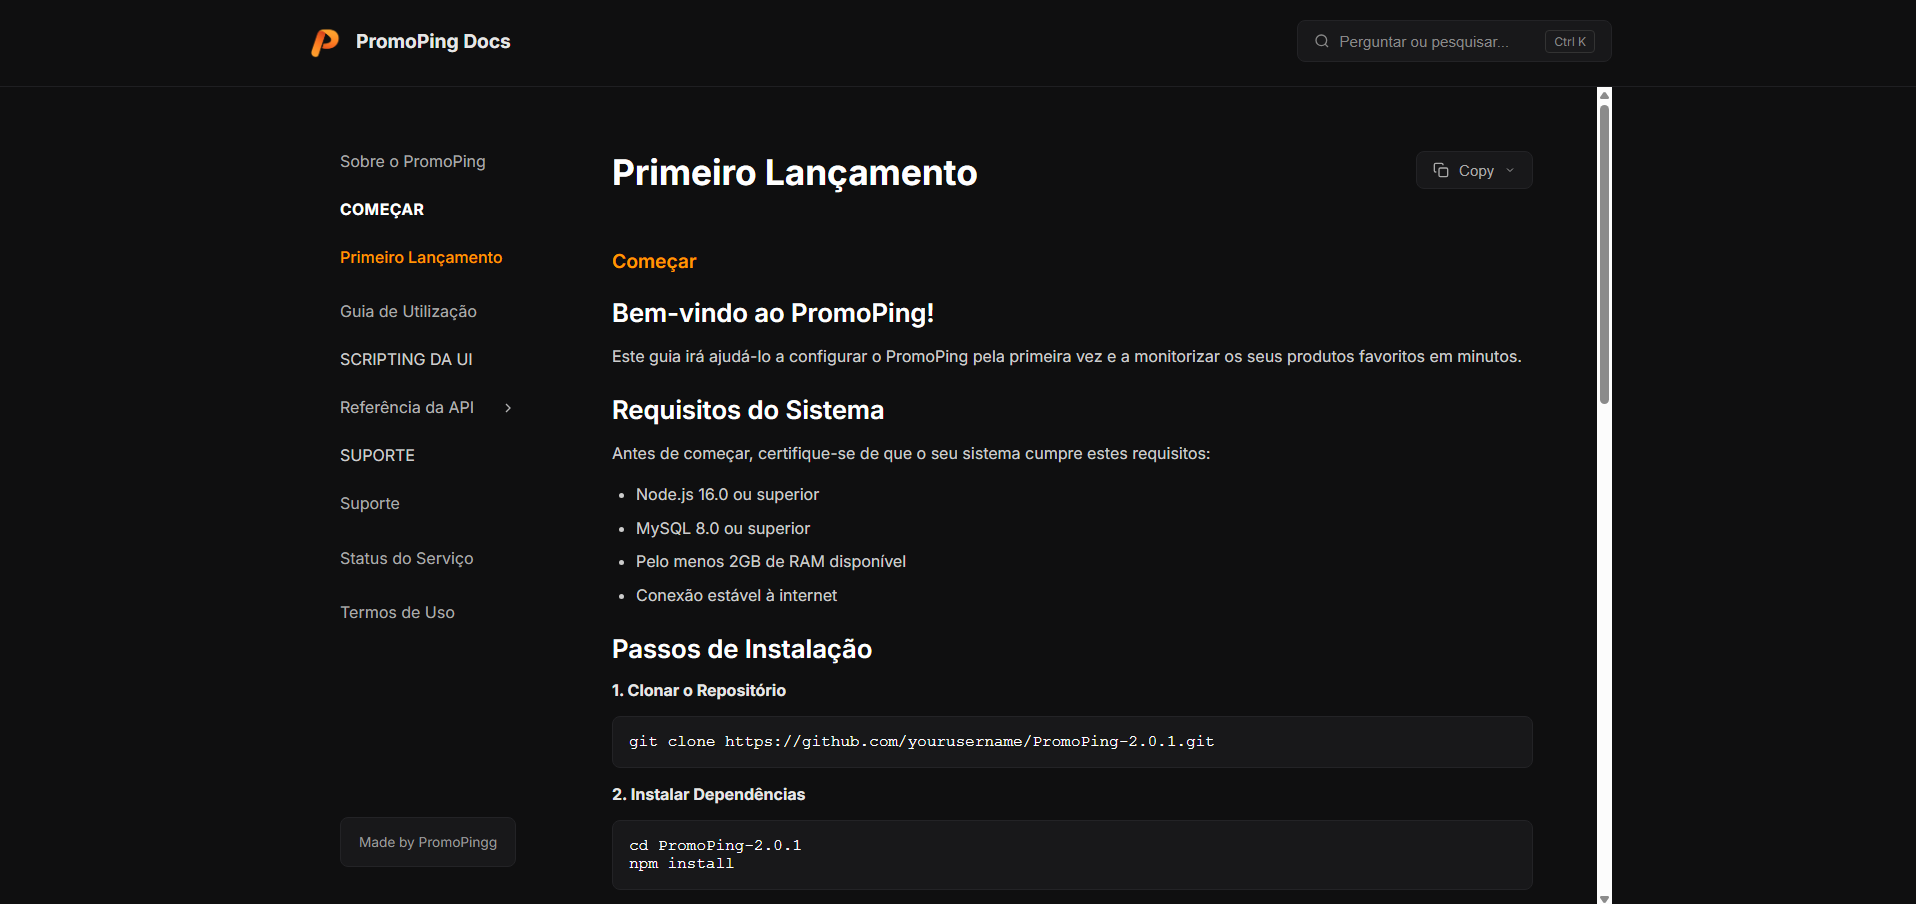 PromoPing Docs
Perguntar ou pesquisar...
Ctrl K
Sobre o PromoPing
COMEÇAR
Primeiro Lançamento
Guia de Utilização
SCRIPTING DA UI
Referência da API
SUPORTE
Suporte
Status do Serviço
Termos de Uso
Made by PromoPingg
Primeiro Lançamento
Copy
Começar
Bem-vindo ao PromoPing!
Este guia irá ajudá-lo a configurar o PromoPing pela primeira vez e a monitorizar os seus produtos favoritos em minutos.
Requisitos do Sistema
Antes de começar, certifique-se de que o seu sistema cumpre estes requisitos:
• Node.js 16.0 ou superior
• MySQL 8.0 ou superior
• Pelo menos 2GB de RAM disponível
• Conexão estável à internet
Passos de Instalação
1. Clonar o Repositório
git clone https://github.com/yourusername/PromoPing-2.0.1.git
2. Instalar Dependências
cd PromoPing-2.0.1
npm install